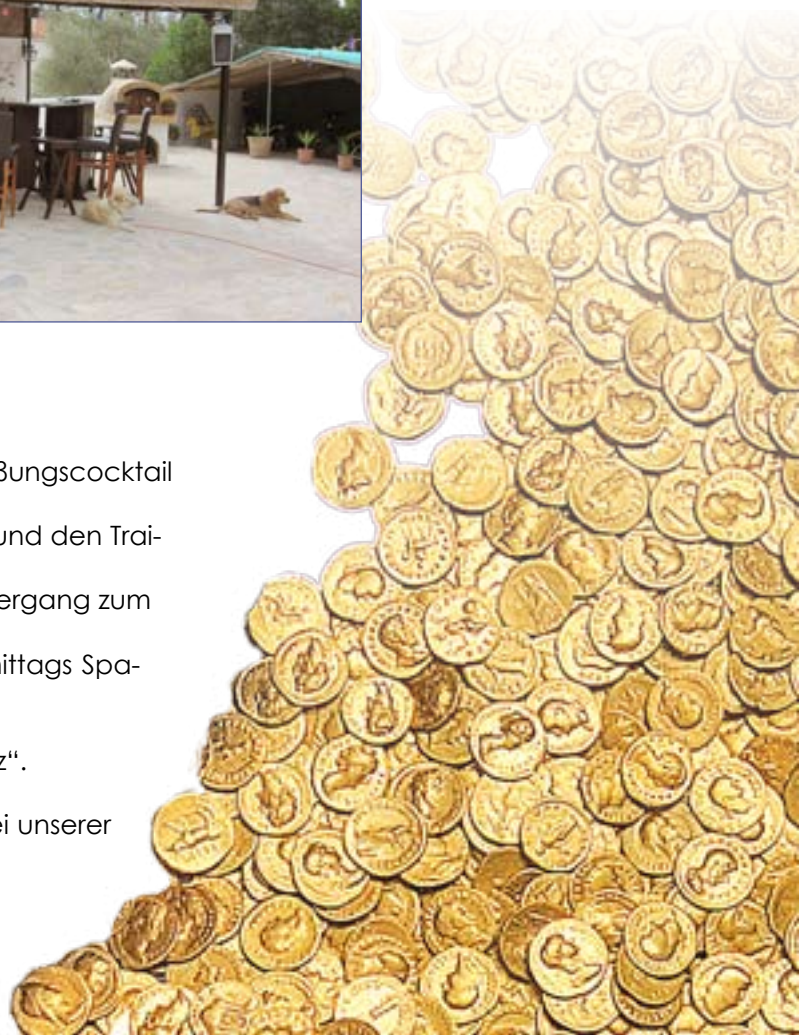 ßungscocktail
und den Trai-
ergang zum
ittags Spa-
z“.
ei unserer